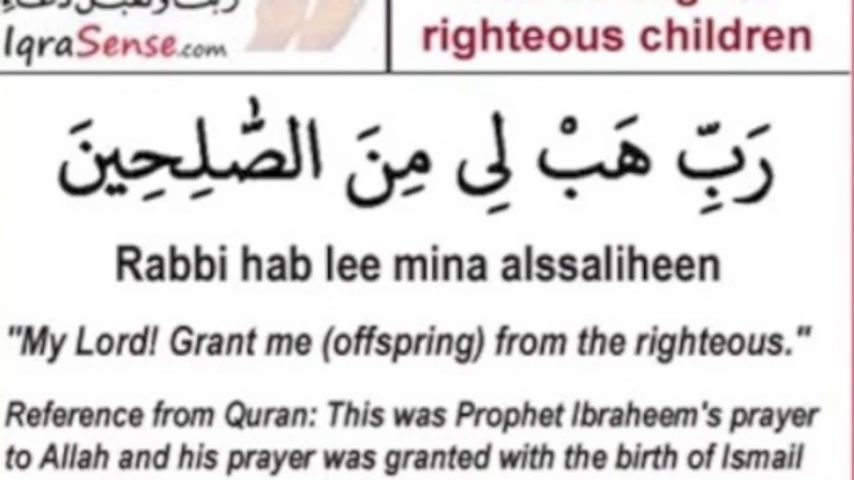 IqraSense.com
righteous children
رَبِّ هَبْ لِى مِنَ الصَّٰلِحِينَ
Rabbi hab lee mina alssaliheen
"My Lord! Grant me (offspring) from the righteous."
Reference from Quran: This was Prophet Ibraheem's prayer
to Allah and his prayer was granted with the birth of Ismail